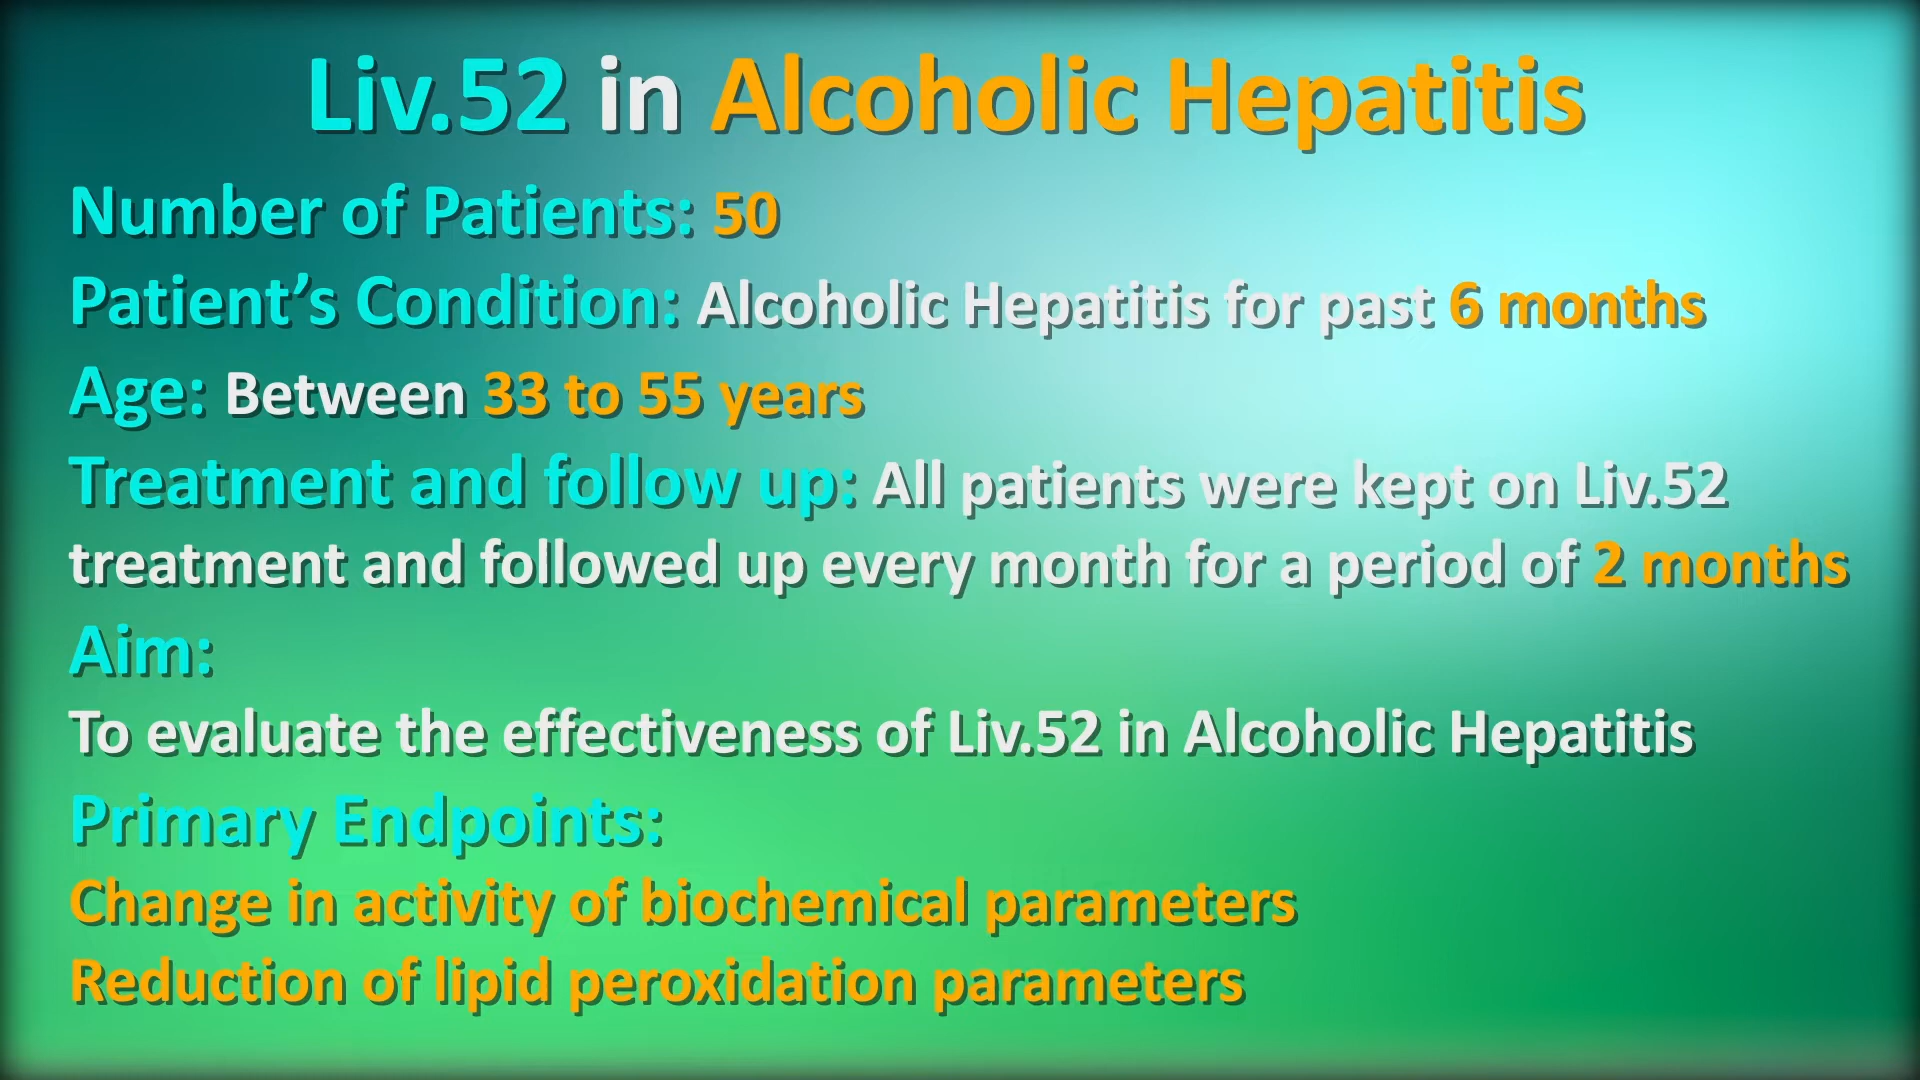 Liv.52 in Alcoholic Hepatitis
Number of Patients: 50
Patient’s Condition: Alcoholic Hepatitis for past 6 months
Age: Between 33 to 55 years
Treatment and follow up: All patients were kept on Liv.52
treatment and followed up every month for a period of 2 months
Aim:
To evaluate the effectiveness of Liv.52 in Alcoholic Hepatitis
Primary Endpoints:
Change in activity of biochemical parameters
Reduction of lipid peroxidation parameters